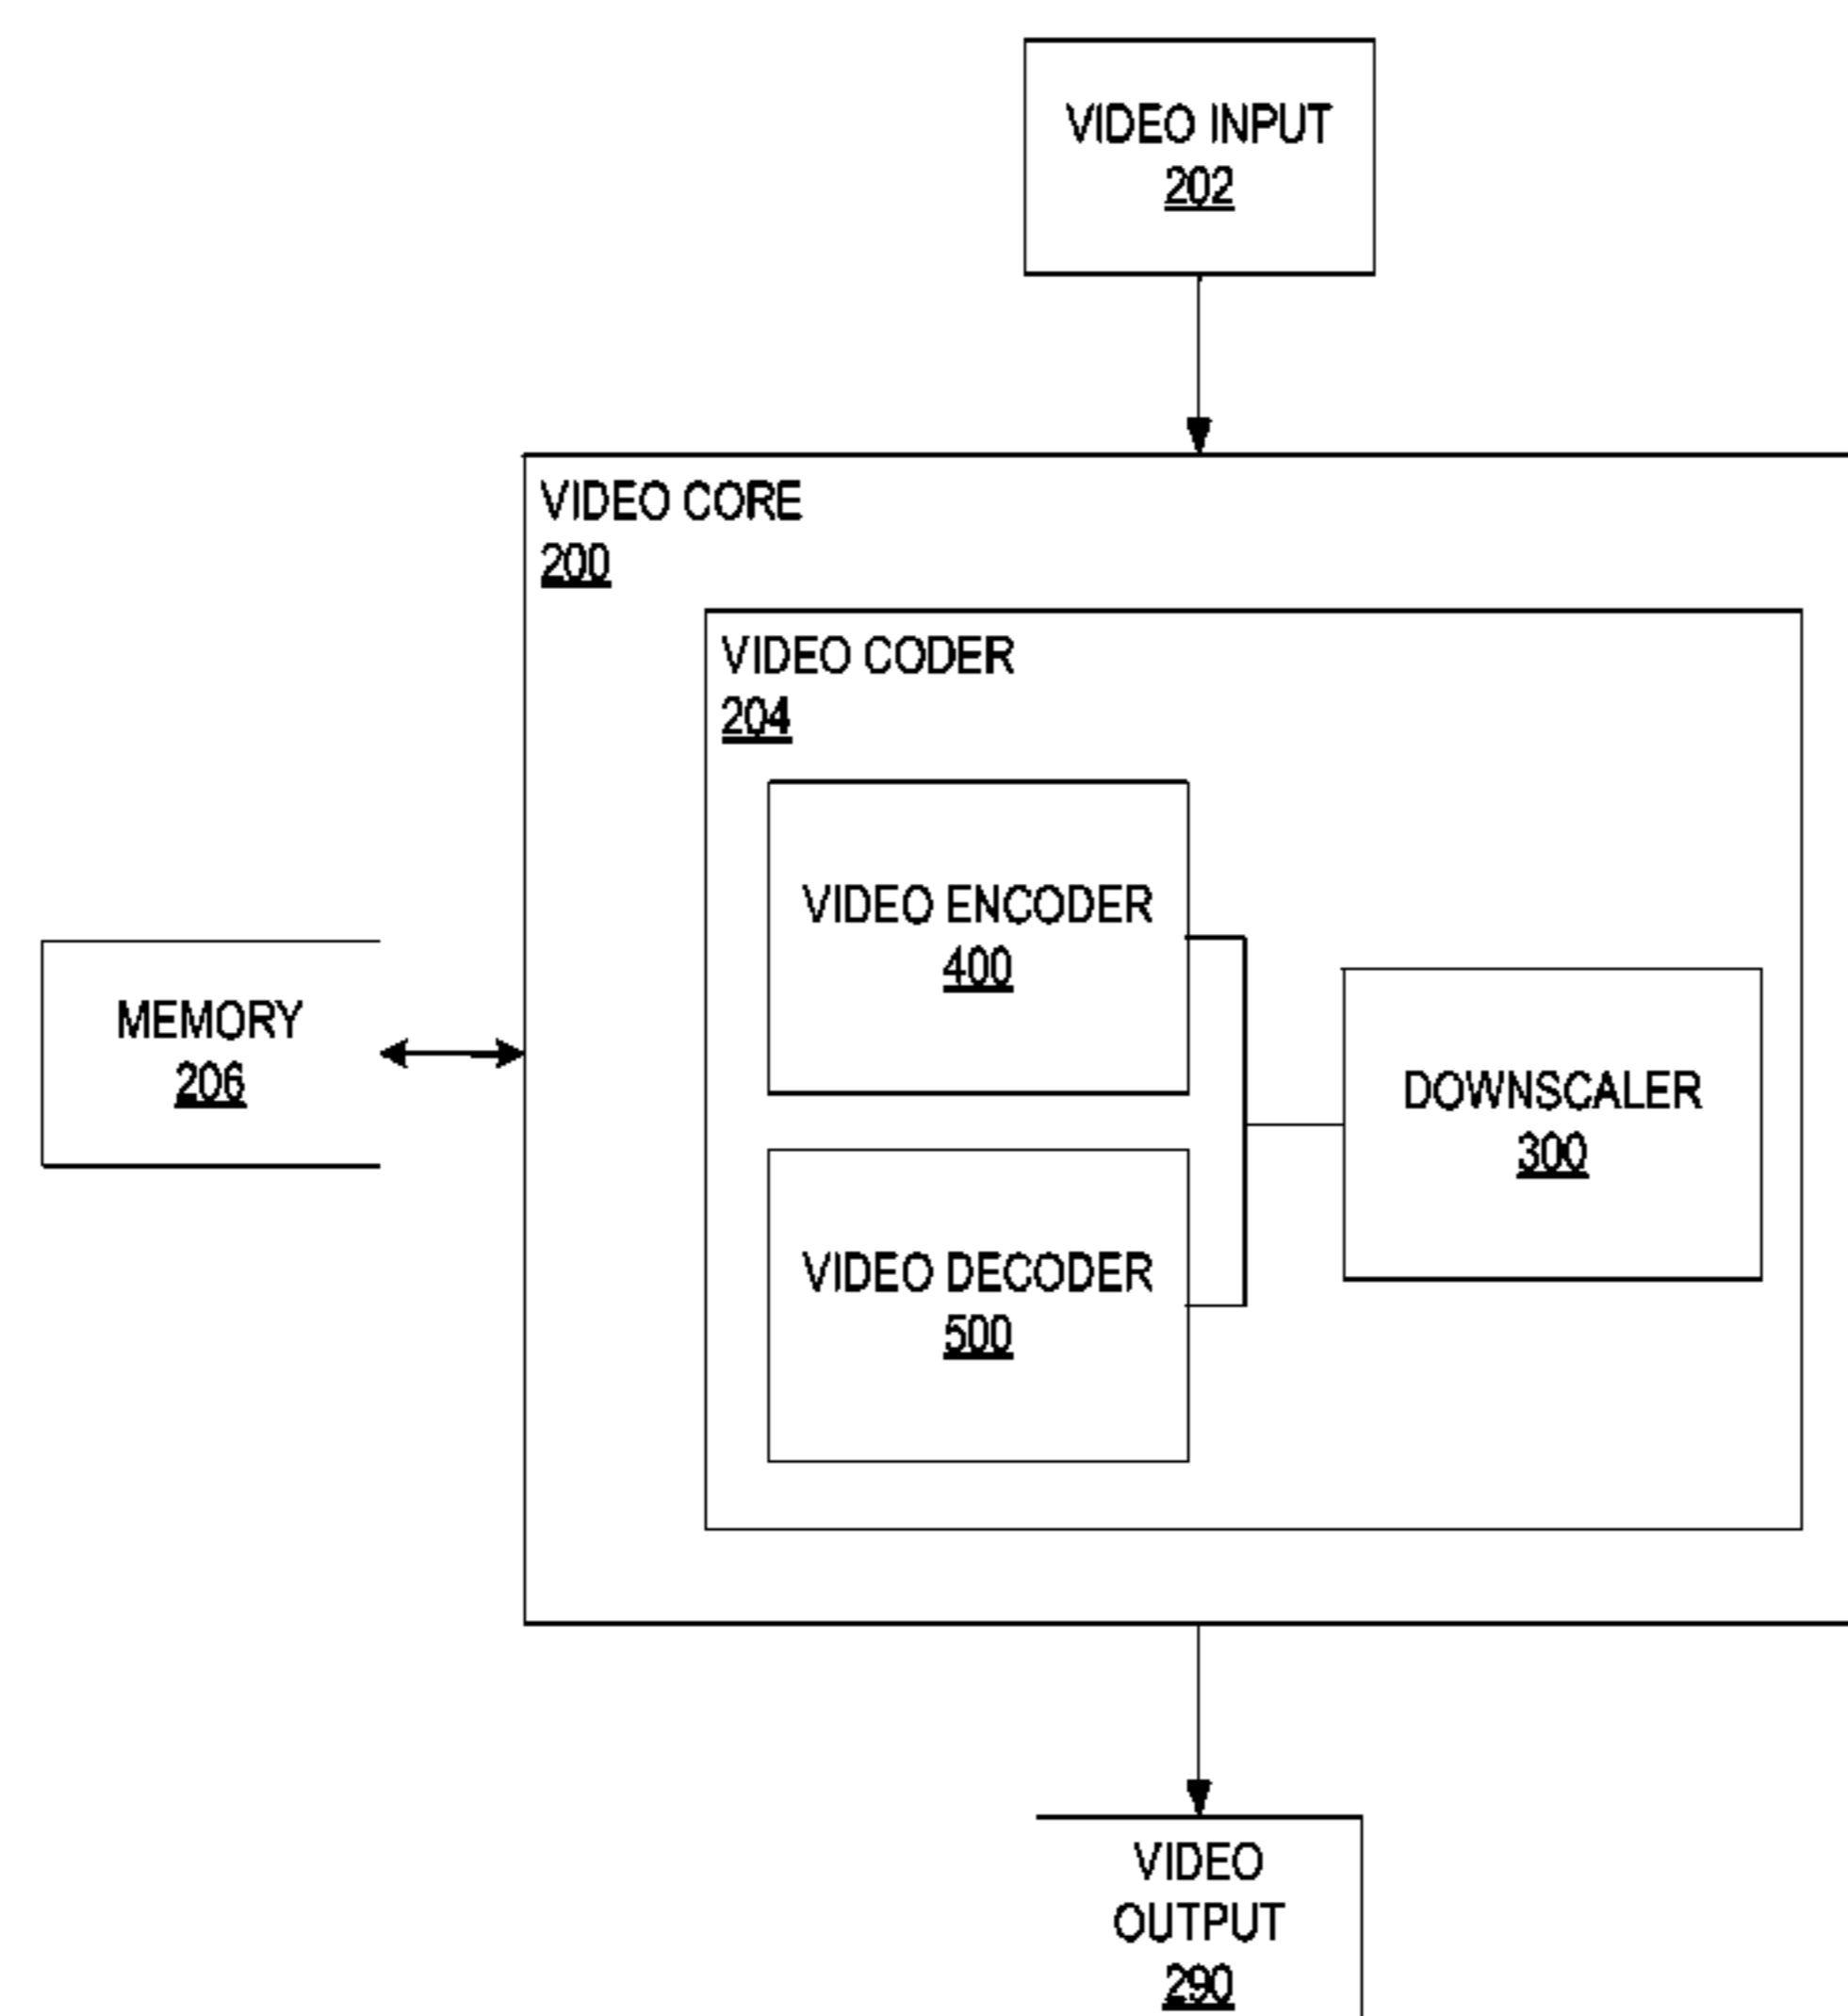 VIDEO INPUT
202
VIDEO CORE
200
VIDEO CODER
204
VIDEO ENCODER
400
MEMORY
206
DOWNSCALER
300
VIDEO DECODER
500
VIDEO
OUTPUT
290